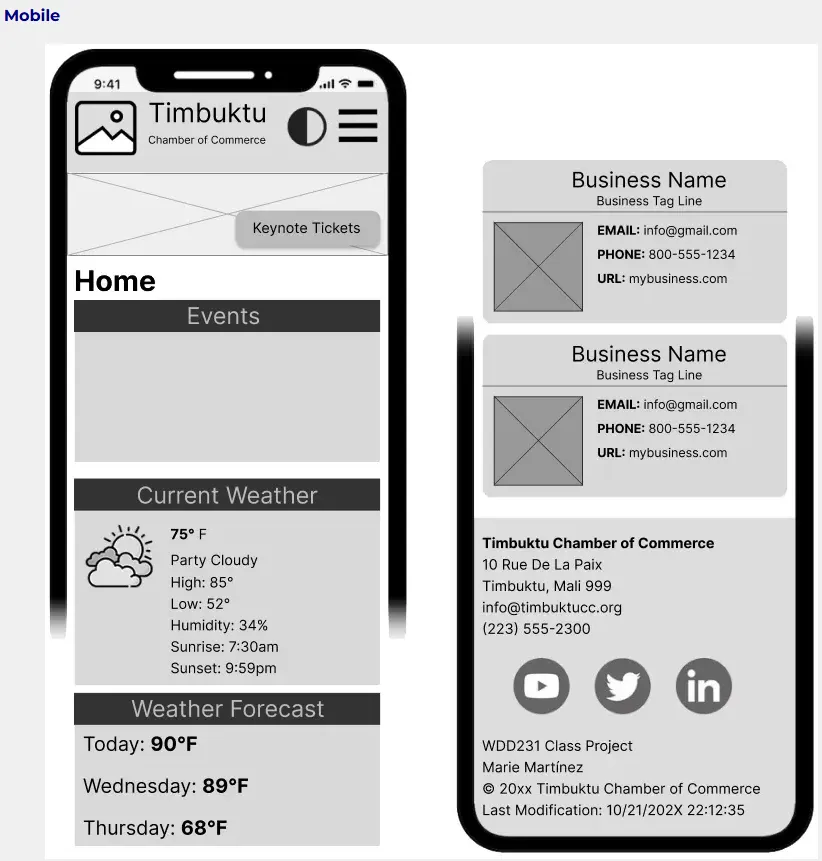 Mobile
9:41
Timbuktu
Chamber of Commerce
Keynote Tickets
Home
Events
Current Weather
75° F
Party Cloudy
High: 85°
Low: 52°
Humidity: 34%
Sunrise: 7:30am
Sunset: 9:59pm
Weather Forecast
Today: 90°F
Wednesday: 89°F
Thursday: 68°F
Business Name
Business Tag Line
EMAIL: info@gmail.com
PHONE: 800-555-1234
URL: mybusiness.com
Business Name
Business Tag Line
EMAIL: info@gmail.com
PHONE: 800-555-1234
URL: mybusiness.com
Timbuktu Chamber of Commerce
10 Rue De La Paix
Timbuktu, Mali 999
info@timbuktucc.org
(223) 555-2300
in
WDD231 Class Project
Marie Martínez
© 20xx Timbuktu Chamber of Commerce
Last Modification: 10/21/202X 22:12:35